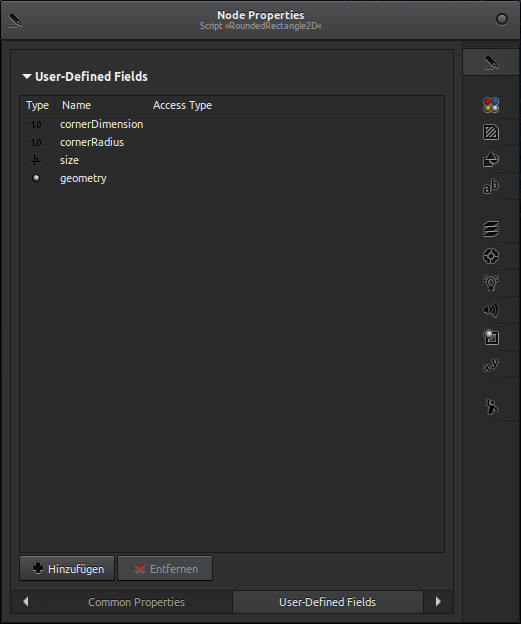 Node Properties
Script »RoundedRectangle2D«
User-Defined Fields
Type Name Access Type
1.0 cornerDimension
1.0 cornerRadius
size
geometry
ab
xy
Hinzufügen Entfernen
Common Properties User-Defined Fields